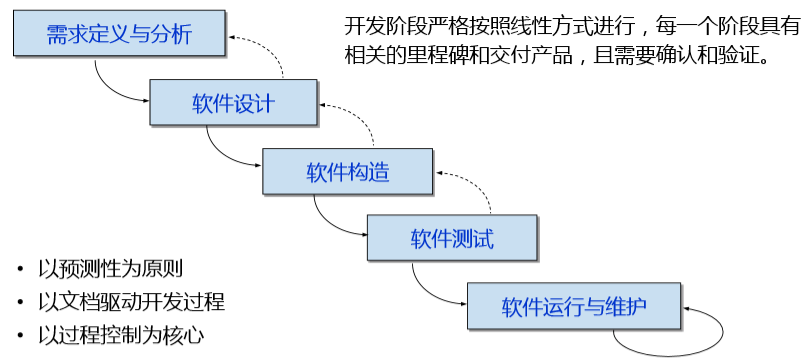 需求定义与分析
开发阶段严格按照线性方式进行，每一个阶段具有
相关的里程碑和交付产品，且需要确认和验证。
软件设计
软件构造
软件测试
软件运行与维护
• 以预测性为原则
• 以文档驱动开发过程
• 以过程控制为核心